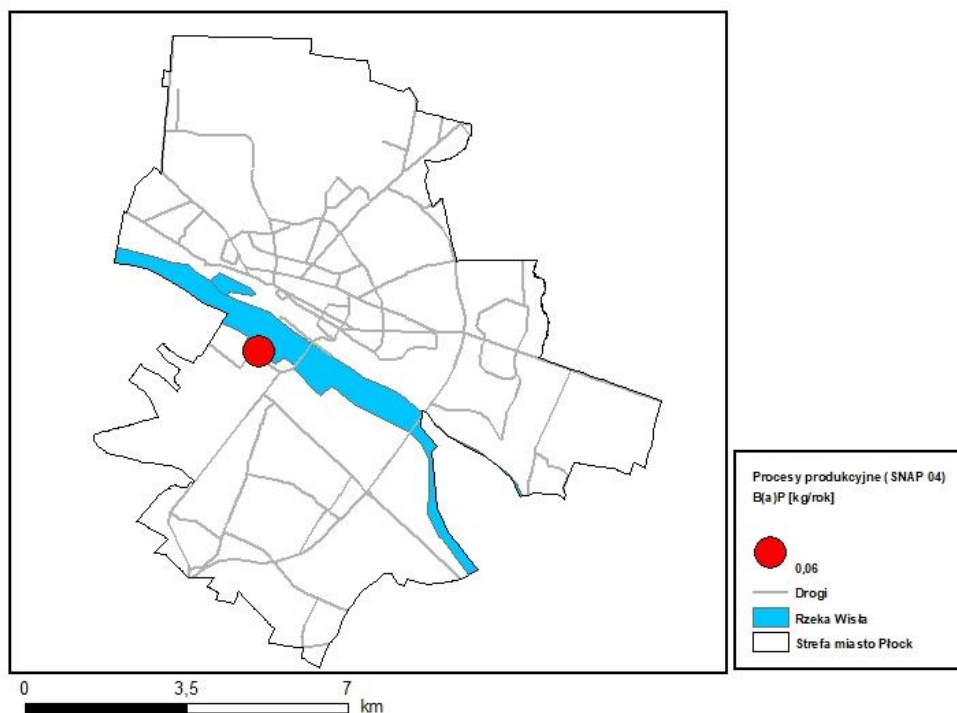 Procesy produkcyjne (SNAP 04)
B(a)P [kg/rok]
0,06
Drogi
Rzeka Wisła
Strefa miasto Płock
0 3,5 7
km